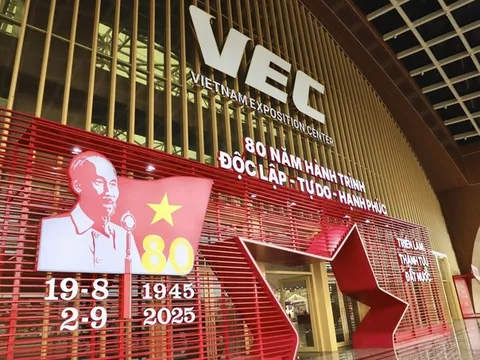 VEC
VIETNAM EXPOSITION CENTER
80 NĂM HÀNH TRÌNH
ĐỘC LẬP - TỰ DO - HẠNH PHÚC
TRIỂN LÃM
THÀNH TỰU
ĐẤT NƯỚC
80
19-8 1945
2-9 2025